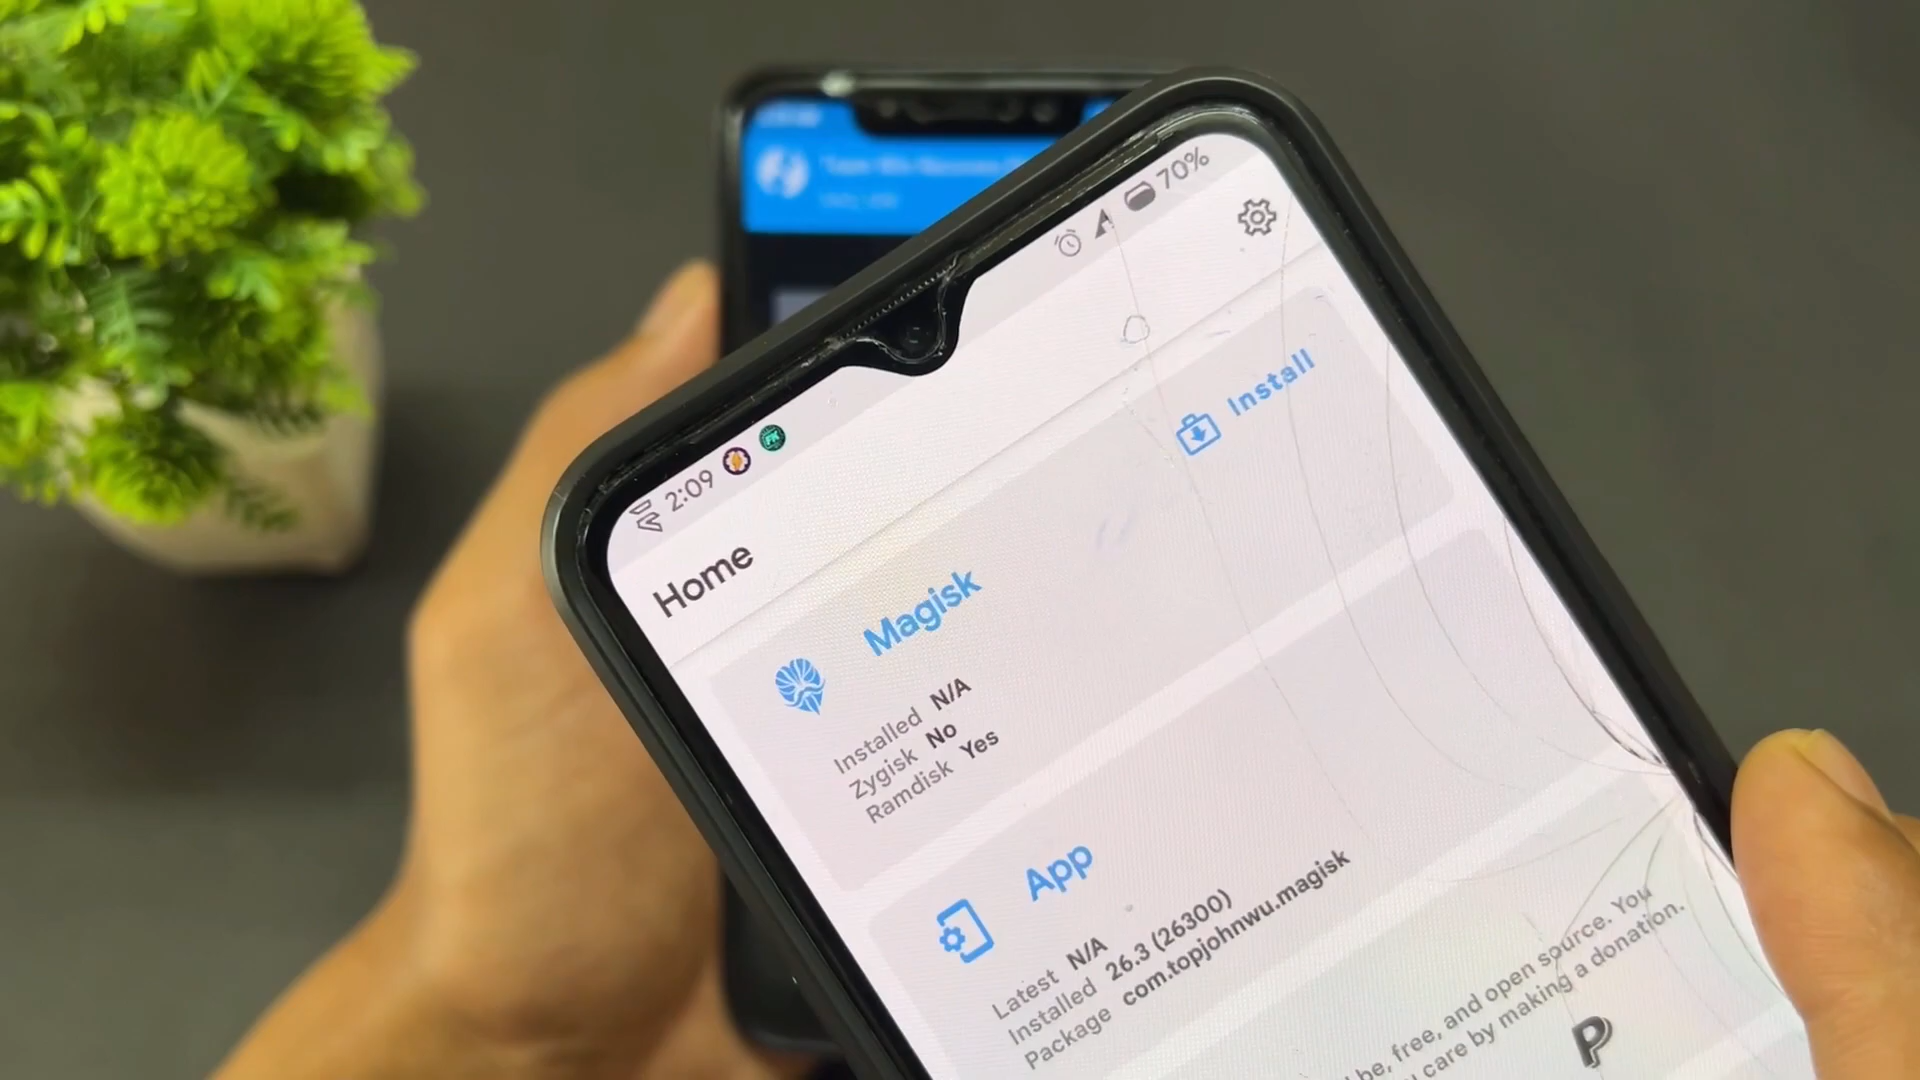 70%
2:09
Home
Install
Magisk
Installed N/A
Zygisk No
Ramdisk Yes
App
Latest N/A
Installed 26.3 (26300)
Package com.topjohnwu.magisk
be, free, and open source. You
care by making a donation.